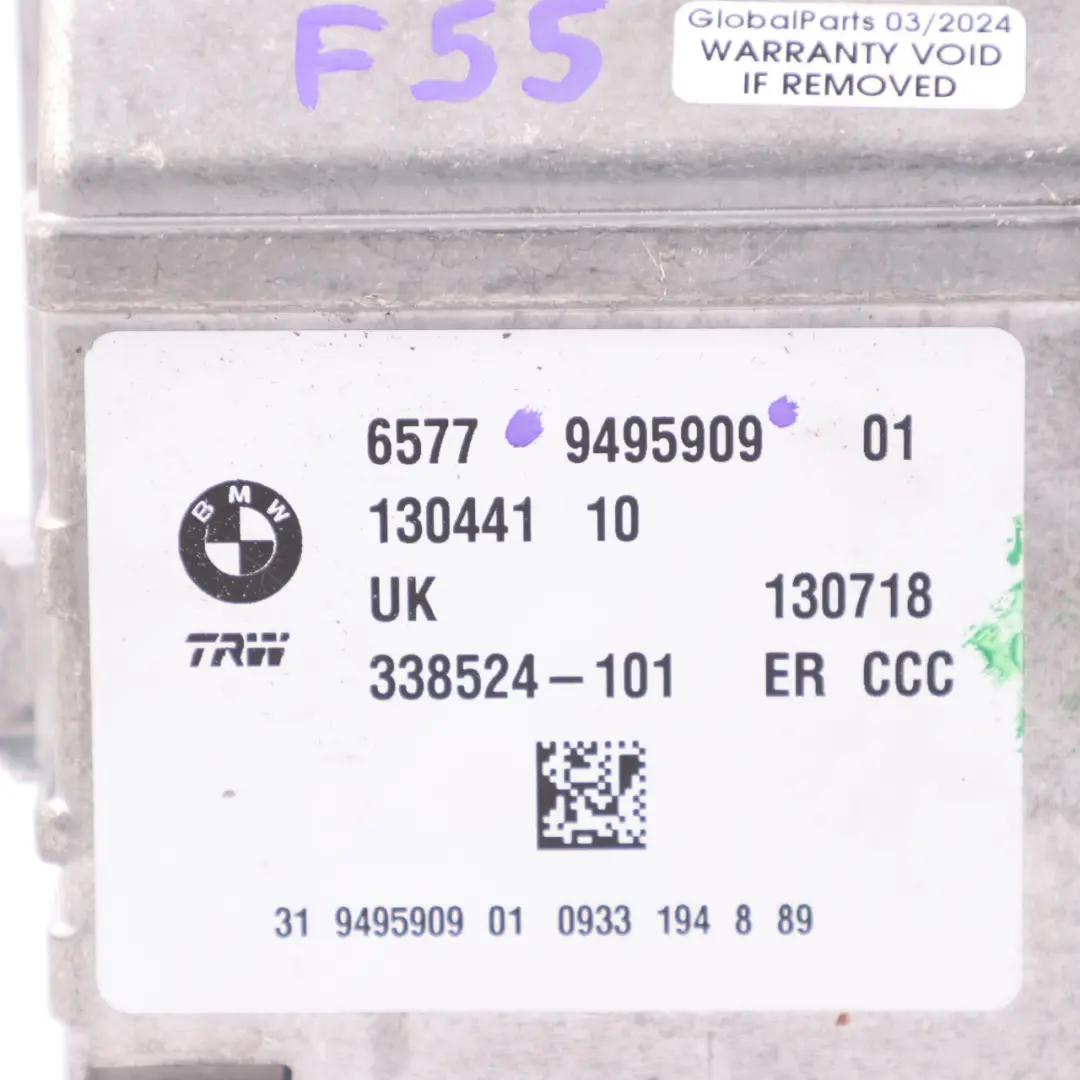 F55
GlobalParts 03/2024
WARRANTY VOID
IF REMOVED
6577 9495909 01
130441 10
BMW
UK 130718
TRW
338524-101 ER CCC
31 9495909 01 0933 194 8 89